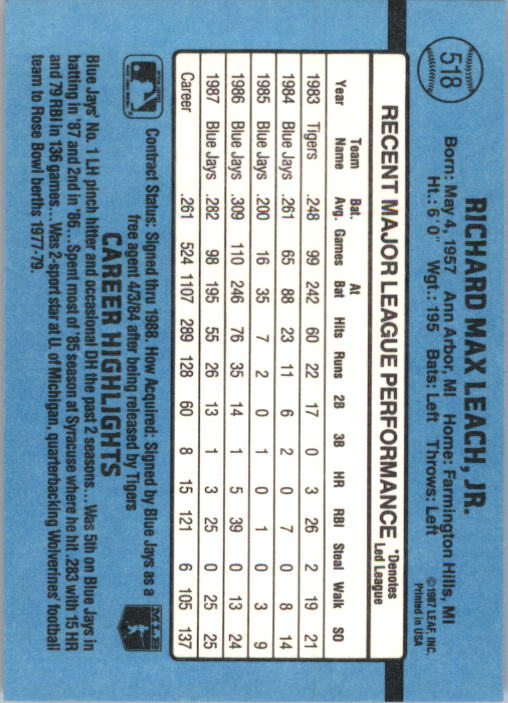 518
RICHARD MAX LEACH, JR.
Born: May 4, 1957 Ann Arbor, MI Home: Farmington Hills, MI
Ht.: 6'0" Wgt.: 195 Bats: Left Throws: Left
©1987 LEAF, INC.
Printed in USA
RECENT MAJOR LEAGUE PERFORMANCE *Denotes Led League
Year Team Name Bat. Avg. Games At Bat Hits Runs 2B 3B HR RBI Steal Walk SO
1983 Tigers .248 99 242 60 22 17 0 3 26 2 19 21
1984 Blue Jays .261 65 88 23 11 6 2 0 7 0 8 14
1985 Blue Jays .200 16 35 7 2 0 1 0 1 0 3 9
1986 Blue Jays .309 110 246 76 35 14 1 5 39 0 13 24
1987 Blue Jays .282 98 195 55 26 13 1 3 25 0 25 25
Career .261 524 1107 289 128 60 8 15 121 6 105 137
Contract Status: Signed thru 1988. How Acquired: Signed by Blue Jays as a
free agent 4/3/84 after being released by Tigers
CAREER HIGHLIGHTS
MLB
Blue Jays' No. 1 LH pinch hitter and occasional DH the past 2 seasons... Was 5th on Blue Jays in
batting in '87 and 2nd in '86... Spent most of '85 season at Syracuse where he hit .283 with 15 HR
and 79 RBI in 136 games... Was 2-sport star at U. of Michigan, quarterbacking Wolverines' football
team to Rose Bowl berths 1977-79.